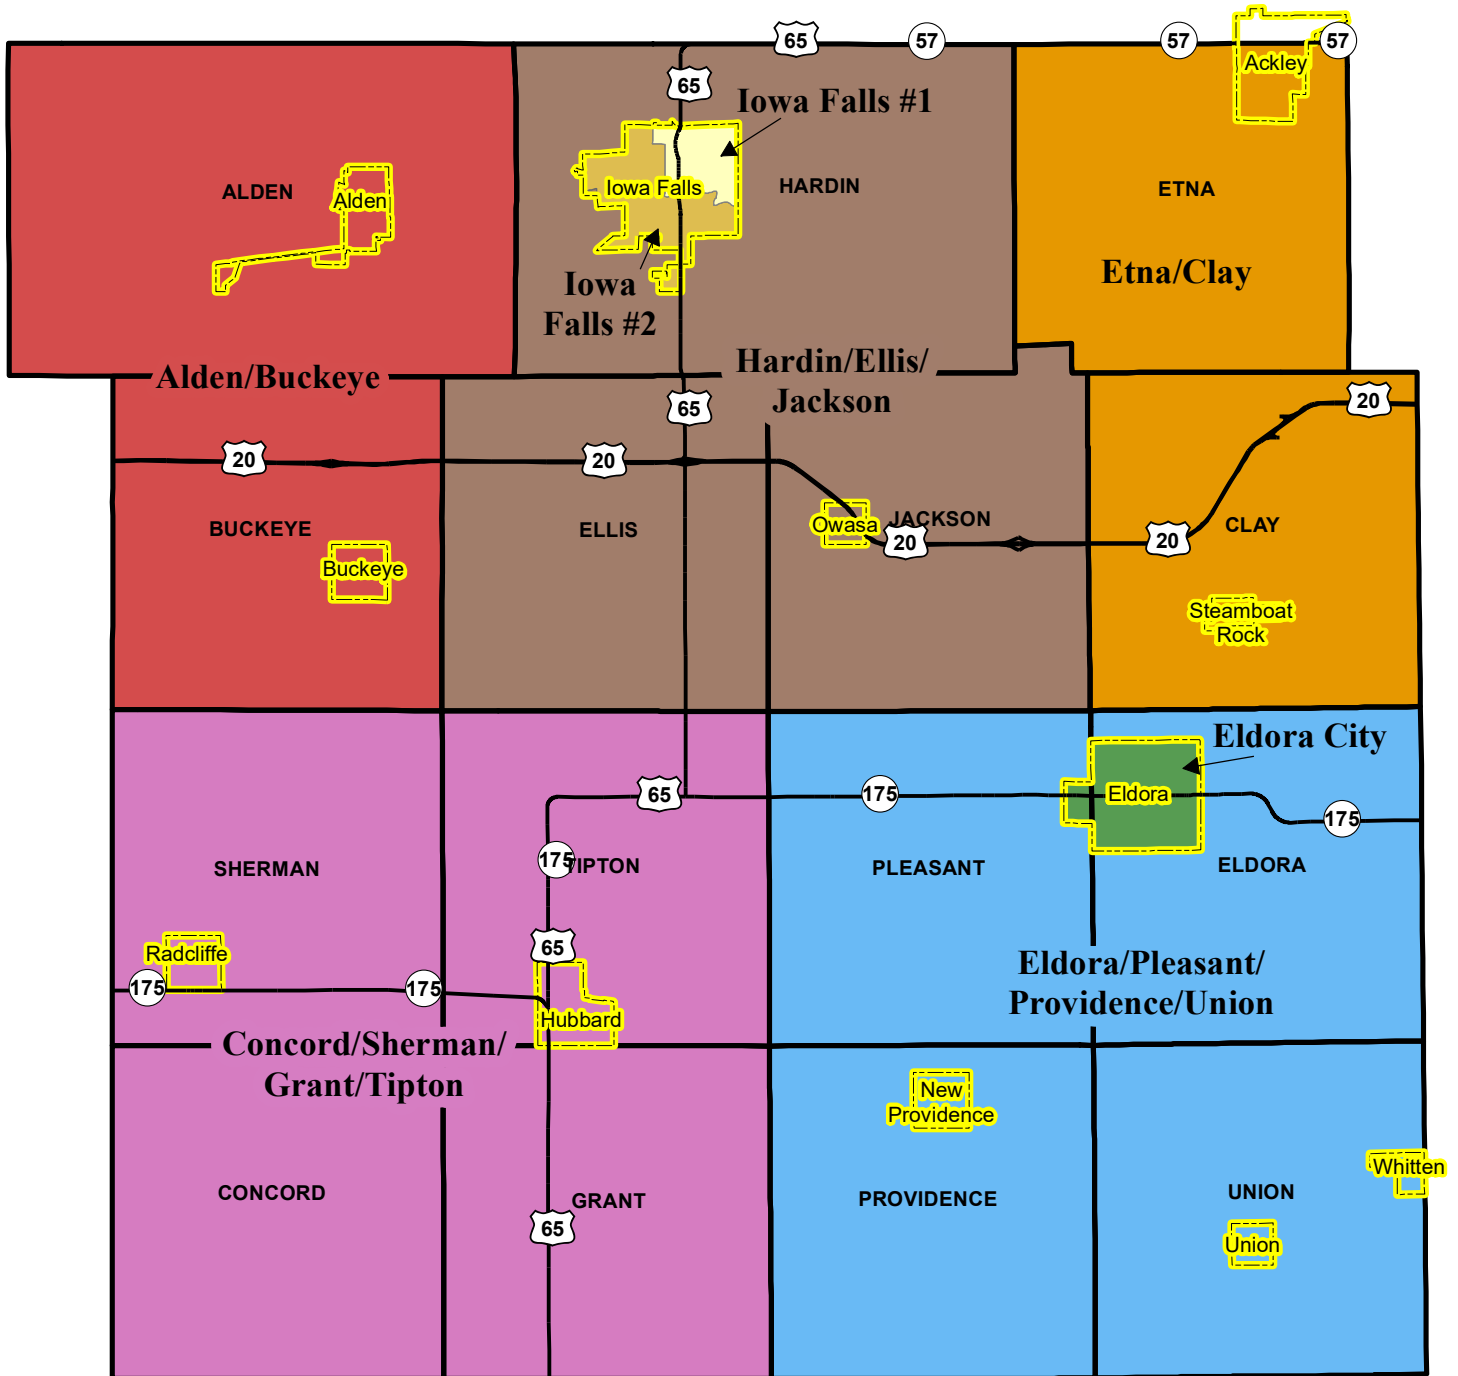 65
57
57
57
Ackley
65
Iowa Falls #1
ALDEN
Alden
Iowa Falls
HARDIN
ETNA
Iowa
Falls #2
Etna/Clay
Alden/Buckeye
Hardin/Ellis/
Jackson
65
20
20
20
BUCKEYE
ELLIS
Owasa
JACKSON
20
20
CLAY
Buckeye
Steamboat
Rock
Eldora City
65
175
Eldora
175
SHERMAN
175
TIPTON
PLEASANT
ELDORA
Radcliffe
65
175
175
Hubbard
Eldora/Pleasant/
Providence/Union
Concord/Sherman/
Grant/Tipton
New
Providence
Whitten
CONCORD
GRANT
PROVIDENCE
UNION
65
Union